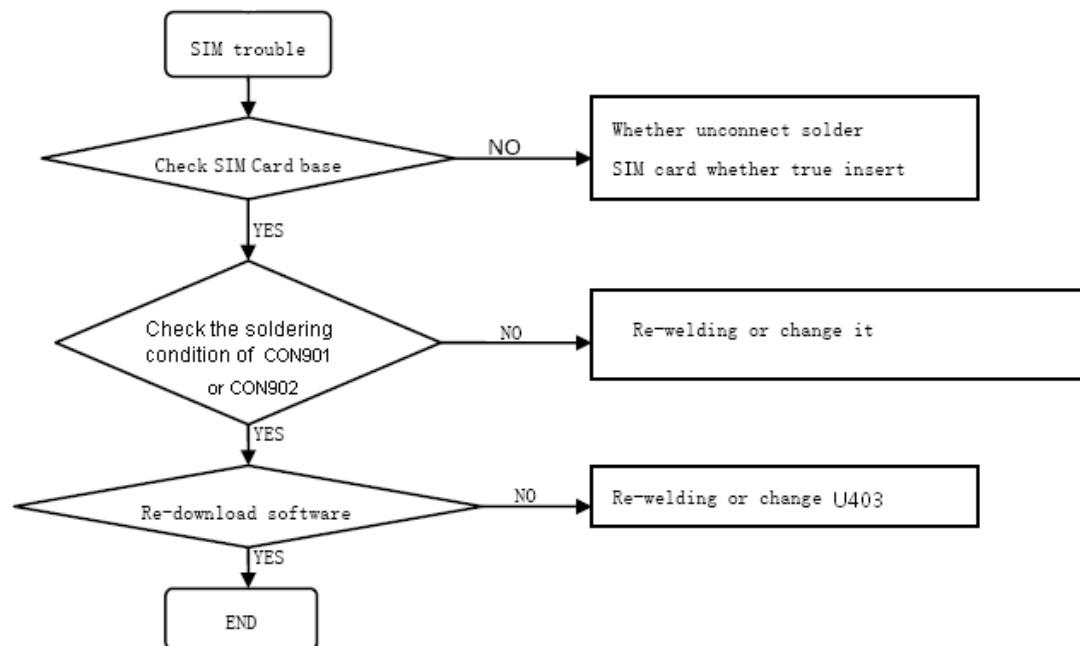 SIM trouble
Check SIM Card base
NO
Whether unconnect solder
SIM card whether true insert
YES
Check the soldering
condition of CON901
or CON902
NO
Re-welding or change it
YES
Re-download software
NO
Re-welding or change U403
YES
END